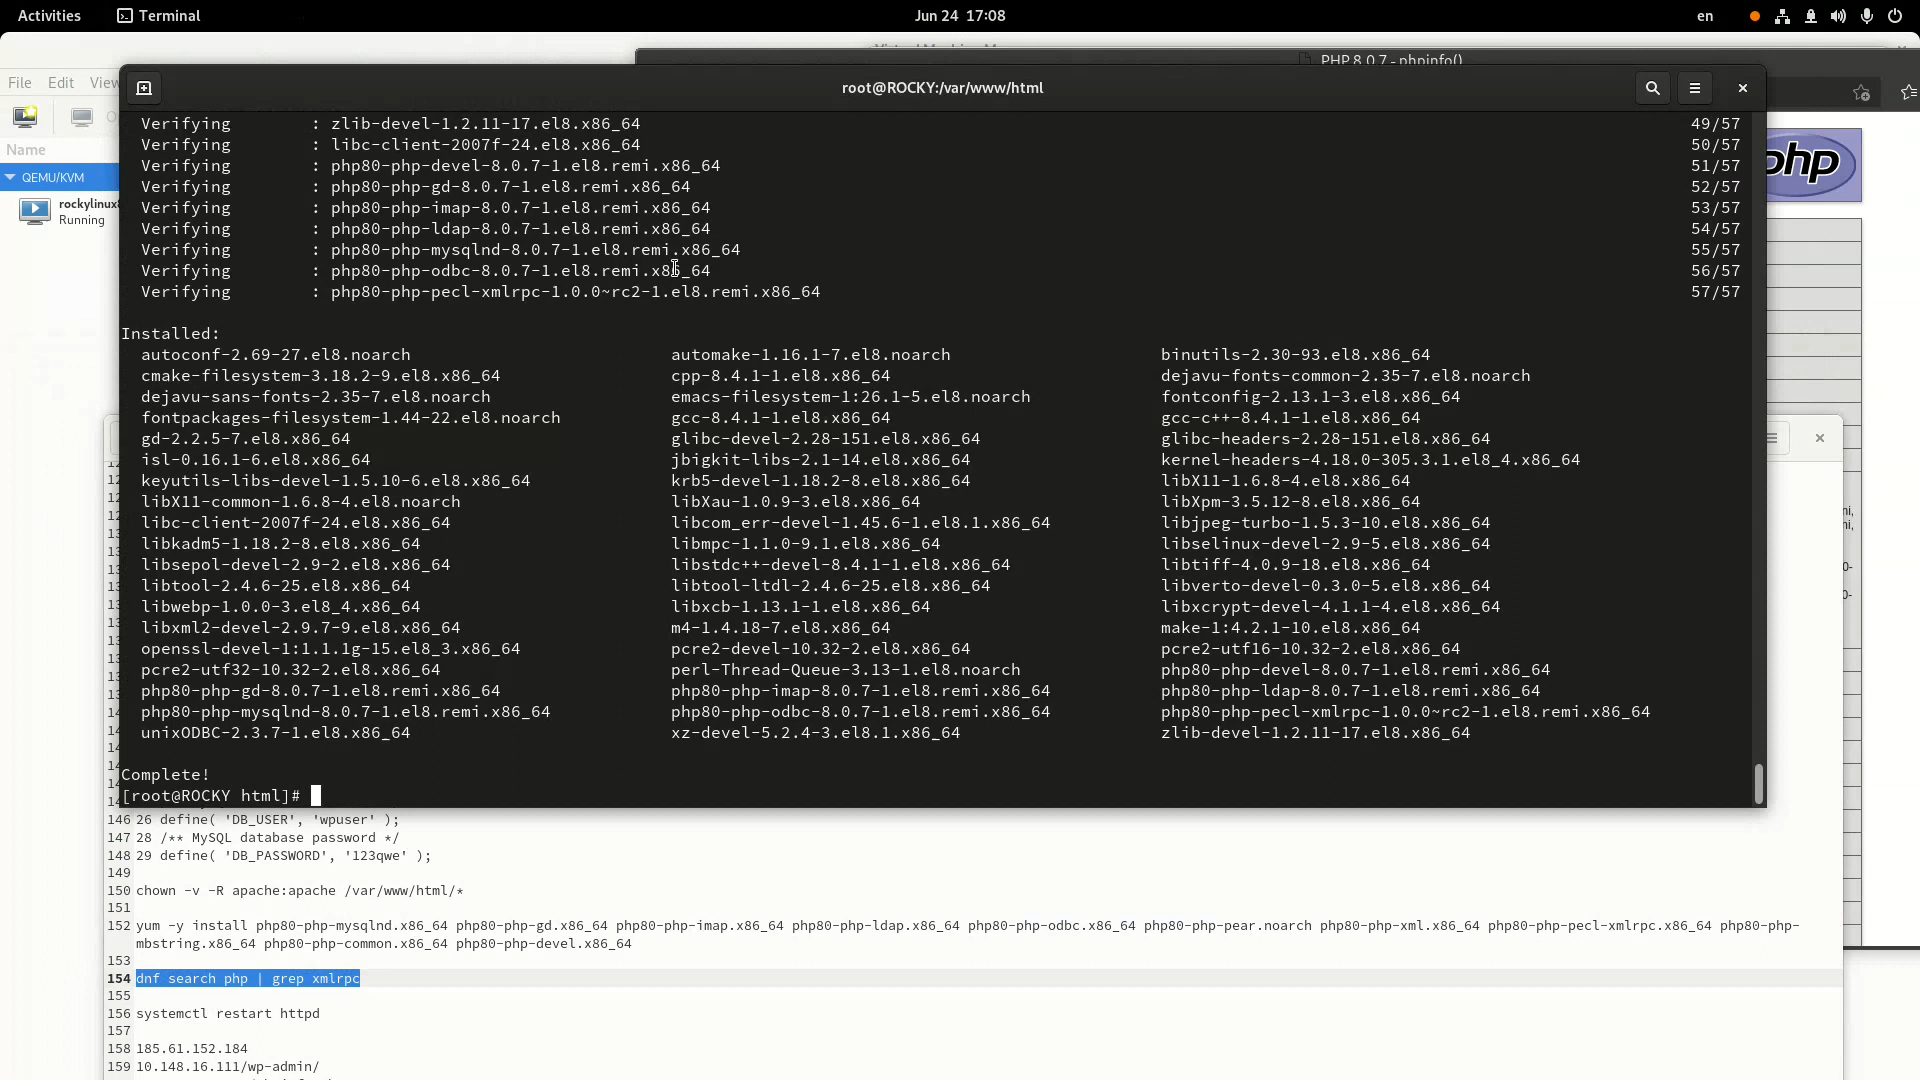 Activities Terminal Jun 24 17:08 en
PHP 8.0.7 - phpinfo()
File Edit View
root@ROCKY:/var/www/html
Name
QEMU/KVM
Running
php
Verifying : zlib-devel-1.2.11-17.el8.x86_64 49/57
Verifying : libc-client-2007f-24.el8.x86_64 50/57
Verifying : php80-php-devel-8.0.7-1.el8.remi.x86_64 51/57
Verifying : php80-php-gd-8.0.7-1.el8.remi.x86_64 52/57
Verifying : php80-php-imap-8.0.7-1.el8.remi.x86_64 53/57
Verifying : php80-php-ldap-8.0.7-1.el8.remi.x86_64 54/57
Verifying : php80-php-mysqlnd-8.0.7-1.el8.remi.x86_64 55/57
Verifying : php80-php-odbc-8.0.7-1.el8.remi.x86_64 56/57
Verifying : php80-php-pecl-xmlrpc-1.0.0~rc2-1.el8.remi.x86_64 57/57
Installed:
autoconf-2.69-27.el8.noarch automake-1.16.1-7.el8.noarch binutils-2.30-93.el8.x86_64
cmake-filesystem-3.18.2-9.el8.x86_64 cpp-8.4.1-1.el8.x86_64 dejavu-fonts-common-2.35-7.el8.noarch
dejavu-sans-fonts-2.35-7.el8.noarch emacs-filesystem-1:26.1-5.el8.noarch fontconfig-2.13.1-3.el8.x86_64
fontpackages-filesystem-1.44-22.el8.noarch gcc-8.4.1-1.el8.x86_64 gcc-c++-8.4.1-1.el8.x86_64
gd-2.2.5-7.el8.x86_64 glibc-devel-2.28-151.el8.x86_64 glibc-headers-2.28-151.el8.x86_64
isl-0.16.1-6.el8.x86_64 jbigkit-libs-2.1-14.el8.x86_64 kernel-headers-4.18.0-305.3.1.el8_4.x86_64
keyutils-libs-devel-1.5.10-6.el8.x86_64 krb5-devel-1.18.2-8.el8.x86_64 libX11-1.6.8-4.el8.x86_64
libX11-common-1.6.8-4.el8.noarch libXau-1.0.9-3.el8.x86_64 libXpm-3.5.12-8.el8.x86_64
libc-client-2007f-24.el8.x86_64 libcom_err-devel-1.45.6-1.el8.1.x86_64 libjpeg-turbo-1.5.3-10.el8.x86_64
libkadm5-1.18.2-8.el8.x86_64 libmpc-1.1.0-9.1.el8.x86_64 libselinux-devel-2.9-5.el8.x86_64
libsepol-devel-2.9-2.el8.x86_64 libstdc++-devel-8.4.1-1.el8.x86_64 libtiff-4.0.9-18.el8.x86_64
libtool-2.4.6-25.el8.x86_64 libtool-ltdl-2.4.6-25.el8.x86_64 libverto-devel-0.3.0-5.el8.x86_64
libwebp-1.0.0-3.el8_4.x86_64 libxcb-1.13.1-1.el8.x86_64 libxcrypt-devel-4.1.1-4.el8.x86_64
libxml2-devel-2.9.7-9.el8.x86_64 m4-1.4.18-7.el8.x86_64 make-1:4.2.1-10.el8.x86_64
openssl-devel-1:1.1.1g-15.el8_3.x86_64 pcre2-devel-10.32-2.el8.x86_64 pcre2-utf16-10.32-2.el8.x86_64
pcre2-utf32-10.32-2.el8.x86_64 perl-Thread-Queue-3.13-1.el8.noarch php80-php-devel-8.0.7-1.el8.remi.x86_64
php80-php-gd-8.0.7-1.el8.remi.x86_64 php80-php-imap-8.0.7-1.el8.remi.x86_64 php80-php-ldap-8.0.7-1.el8.remi.x86_64
php80-php-mysqlnd-8.0.7-1.el8.remi.x86_64 php80-php-odbc-8.0.7-1.el8.remi.x86_64 php80-php-pecl-xmlrpc-1.0.0~rc2-1.el8.remi.x86_64
unixODBC-2.3.7-1.el8.x86_64 xz-devel-5.2.4-3.el8.1.x86_64 zlib-devel-1.2.11-17.el8.x86_64
Complete!
[root@ROCKY html]#
146 26 define( 'DB_USER', 'wpuser' );
147 28 /** MySQL database password */
148 29 define( 'DB_PASSWORD', '123qwe' );
149
150 chown -v -R apache:apache /var/www/html/*
151
152 yum -y install php80-php-mysqlnd.x86_64 php80-php-gd.x86_64 php80-php-imap.x86_64 php80-php-ldap.x86_64 php80-php-odbc.x86_64 php80-php-pear.noarch php80-php-xml.x86_64 php80-php-pecl-xmlrpc.x86_64 php80-php-
mbstring.x86_64 php80-php-common.x86_64 php80-php-devel.x86_64
153
154 dnf search php | grep xmlrpc
155
156 systemctl restart httpd
157
158 185.61.152.184
159 10.148.16.111/wp-admin/